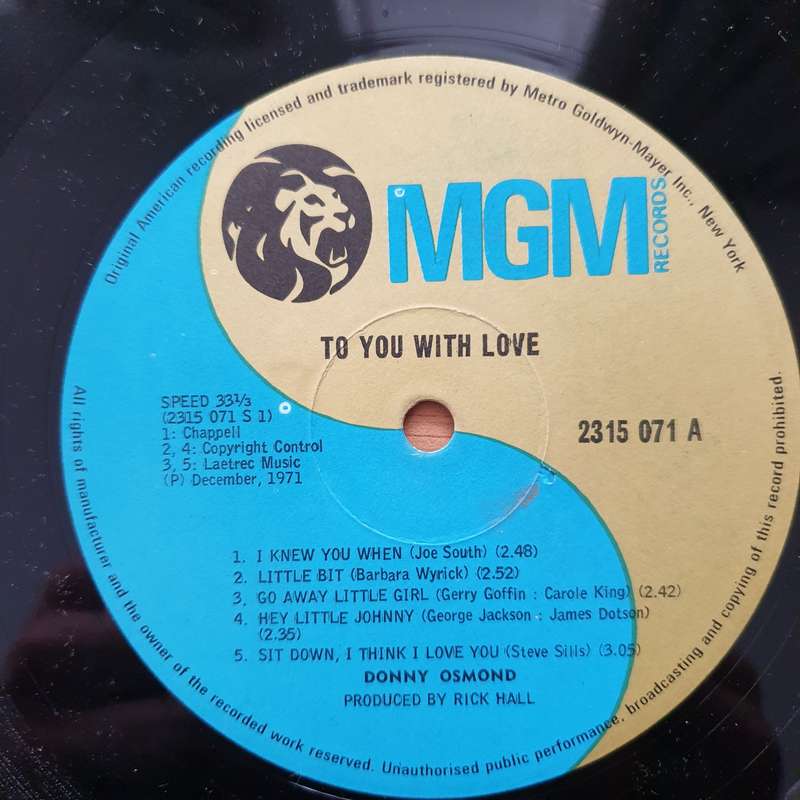 Original American recording licensed and trademark registered by Metro Goldwyn-Mayer Inc., New York
MGM
RECORDS
TO YOU WITH LOVE
SPEED 33⅓
(2315 071 S 1)
1: Chappell
2, 4: Copyright Control
3, 5: Laetrec Music
(P) December, 1971
2315 071 A
1. I KNEW YOU WHEN (Joe South) (2.48)
2. LITTLE BIT (Barbara Wyrick) (2.52)
3. GO AWAY LITTLE GIRL (Gerry Goffin : Carole King) (2.42)
4. HEY LITTLE JOHNNY (George Jackson : James Dotson)
(2.35)
5. SIT DOWN, I THINK I LOVE YOU (Steve Sills) (3.05)
DONNY OSMOND
PRODUCED BY RICK HALL
All rights of manufacturer and the owner of the recorded work reserved. Unauthorised public performance, broadcasting and copying of this record prohibited.